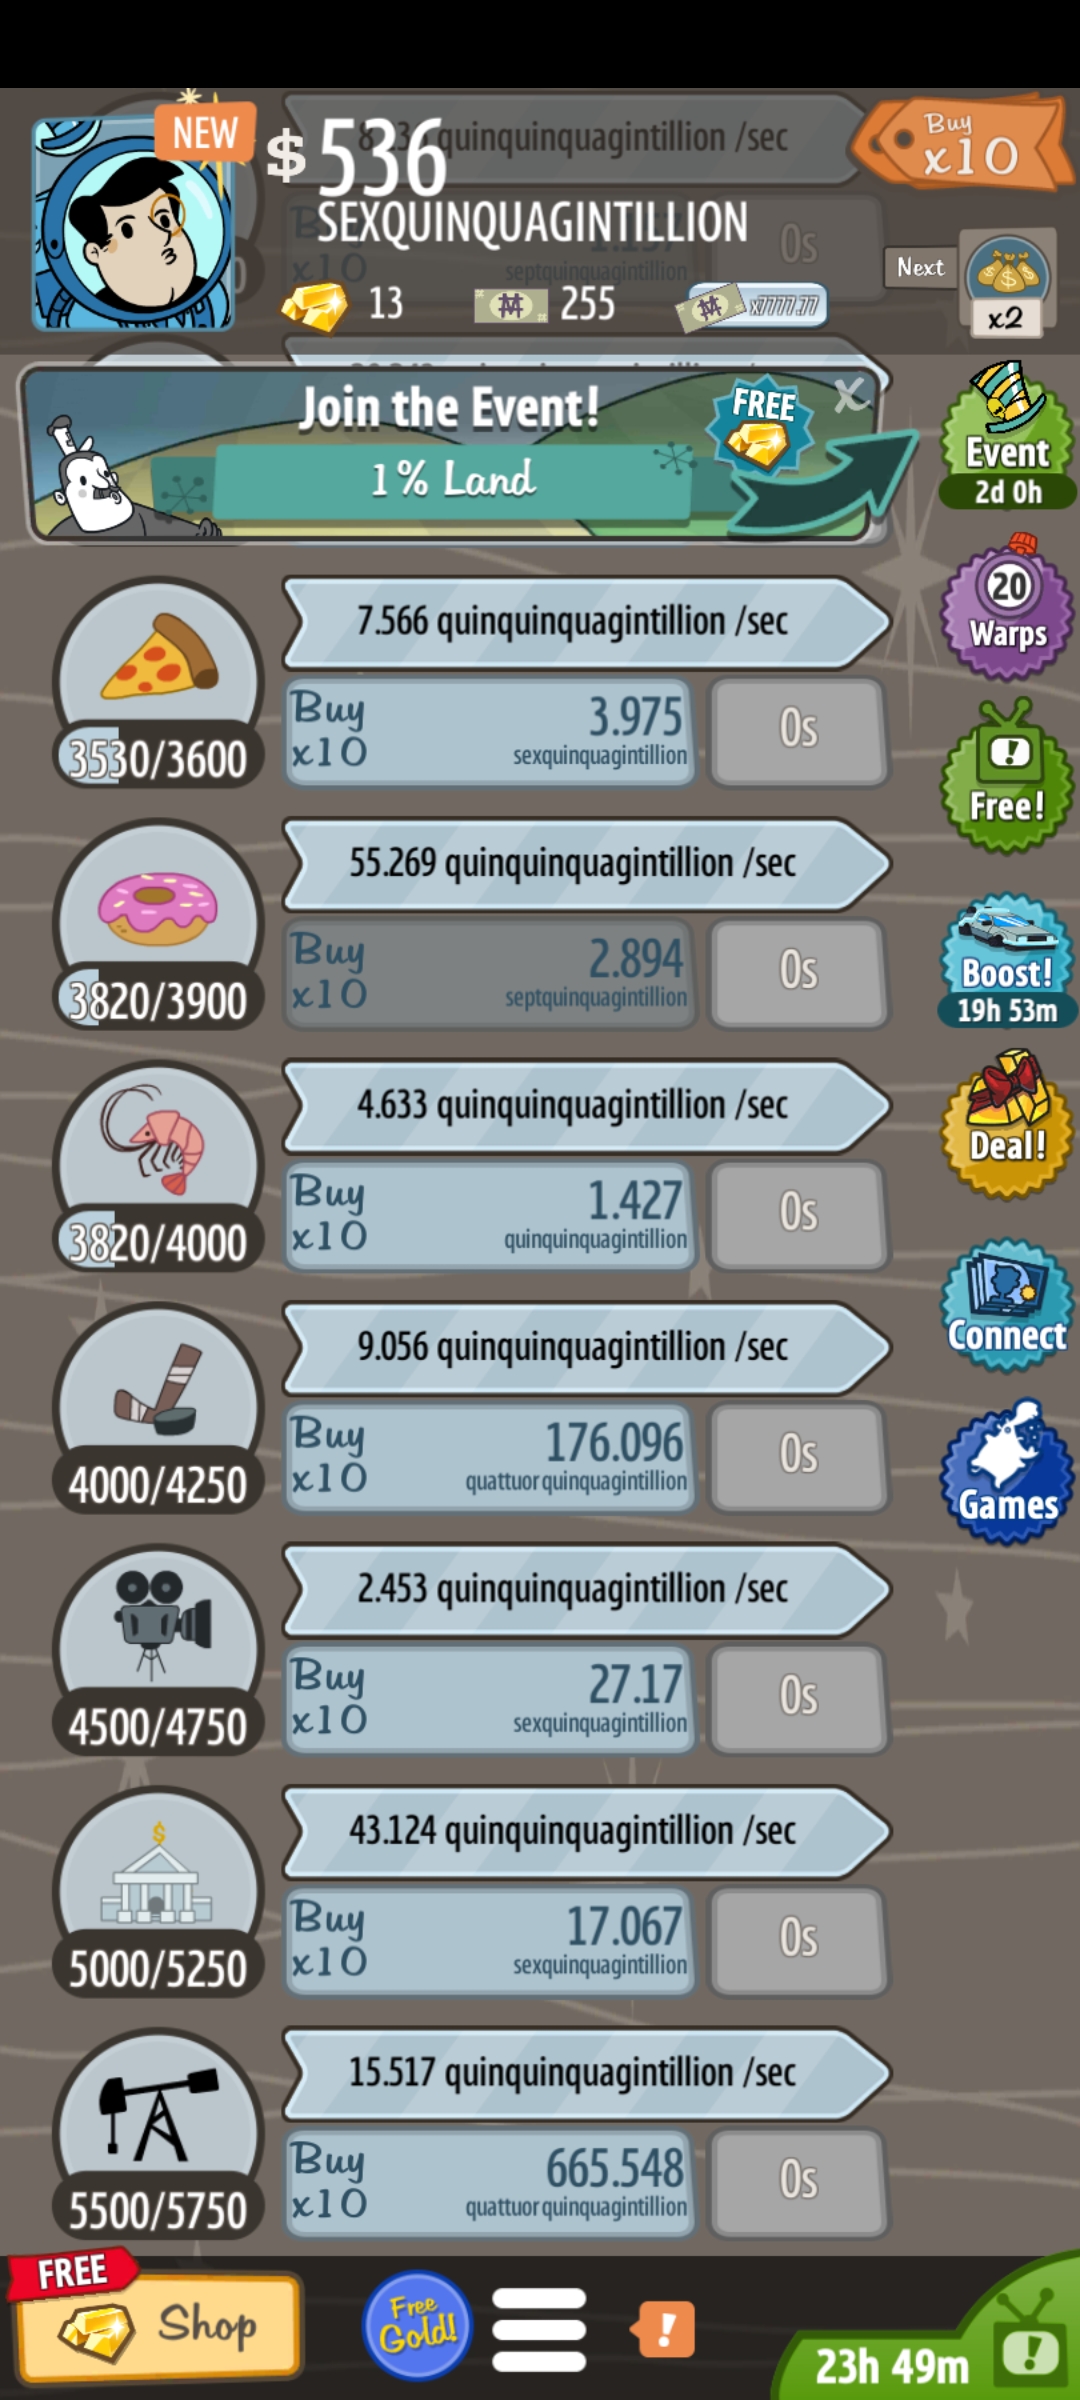 NEW
$ 536
SEXQUINQUAGINTILLION
quinquagintillion /sec
Buy
x10
13
255
x7777.77
Buy
x10
septquinquagintillion
0s
Next
x2
Join the Event!
FREE
X
1% Land
Event
2d 0h
20
Warps
7.566 quinquinquagintillion /sec
Buy
x10
3.975
sexquinquagintillion
0s
3530/3600
!
Free!
55.269 quinquinquagintillion /sec
Buy
x10
2.894
septquinquagintillion
0s
3820/3900
Boost!
19h 53m
4.633 quinquinquagintillion /sec
Buy
x10
1.427
quinquinquagintillion
0s
3820/4000
Deal!
9.056 quinquinquagintillion /sec
Buy
x10
176.096
quattuorquinquagintillion
0s
4000/4250
Connect
Games
2.453 quinquinquagintillion /sec
Buy
x10
27.17
sexquinquagintillion
0s
4500/4750
$
43.124 quinquinquagintillion /sec
Buy
x10
17.067
sexquinquagintillion
0s
5000/5250
15.517 quinquinquagintillion /sec
Buy
x10
665.548
quattuorquinquagintillion
0s
5500/5750
FREE
Shop
Free
Gold!
!
23h 49m
!